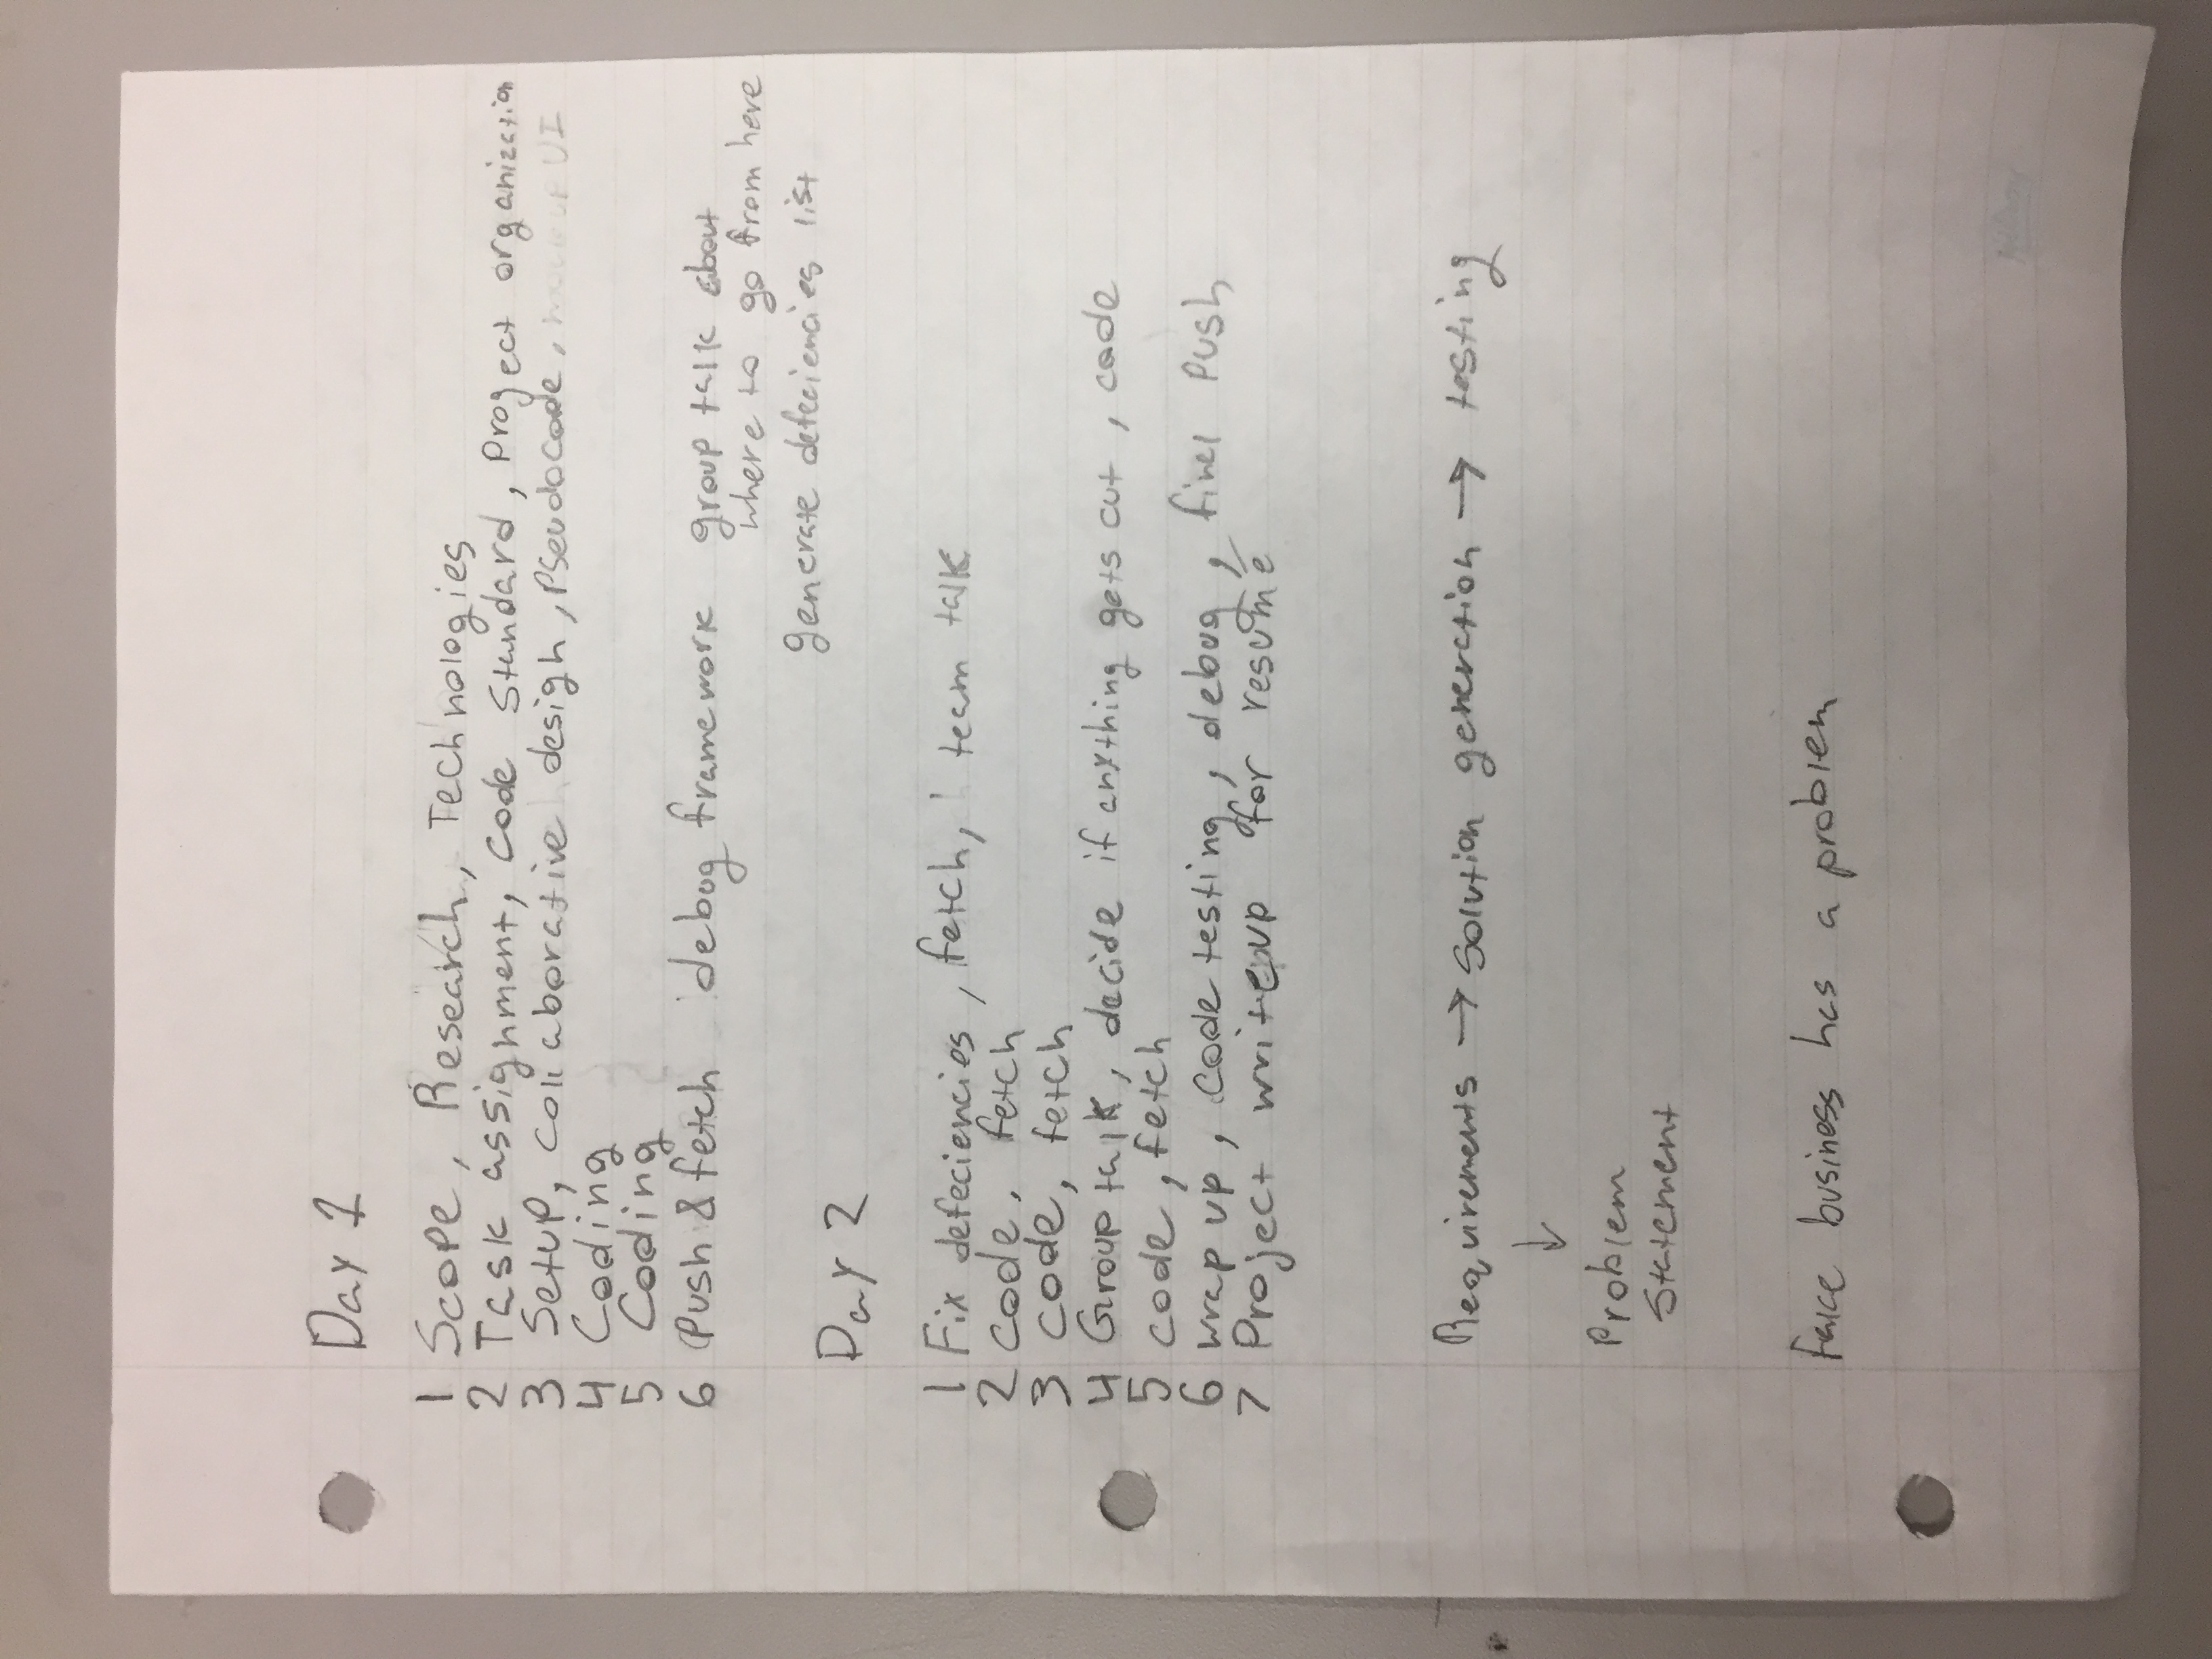 Day 1
1 Scope, Research, Technologies
2 Task assignment, Code Standard, Project organization
3 Setup, collaborative design, Pseudocode, mockup UI
4 Coding
5 Coding
6 Push & fetch debug framework group talk about
where to go from here
generate defeciencies list
Day 2
1 Fix defeciencies, fetch, team talk
2 code, fetch
3 code, fetch
4 Group talk, decide if anything gets cut, code
5 code, fetch
6 wrap up, code testing, debug, final Push
7 Project writeup for resumé
Requirements → Solution generation → testing
↓
Problem
Statement
business has a problem